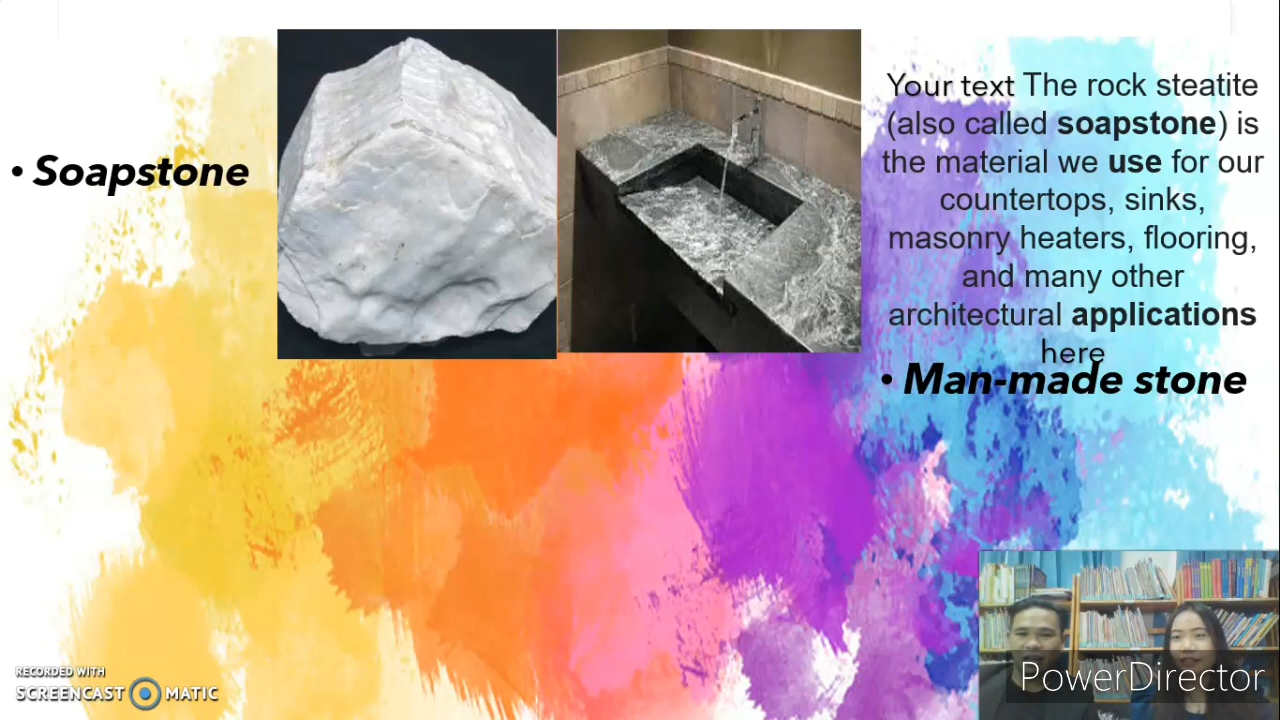 • Soapstone
Your text The rock steatite
(also called soapstone) is
the material we use for our
countertops, sinks,
masonry heaters, flooring,
and many other
architectural applications
here
• Man-made stone
RECORDED WITH
SCREENCAST MATIC
PowerDirector